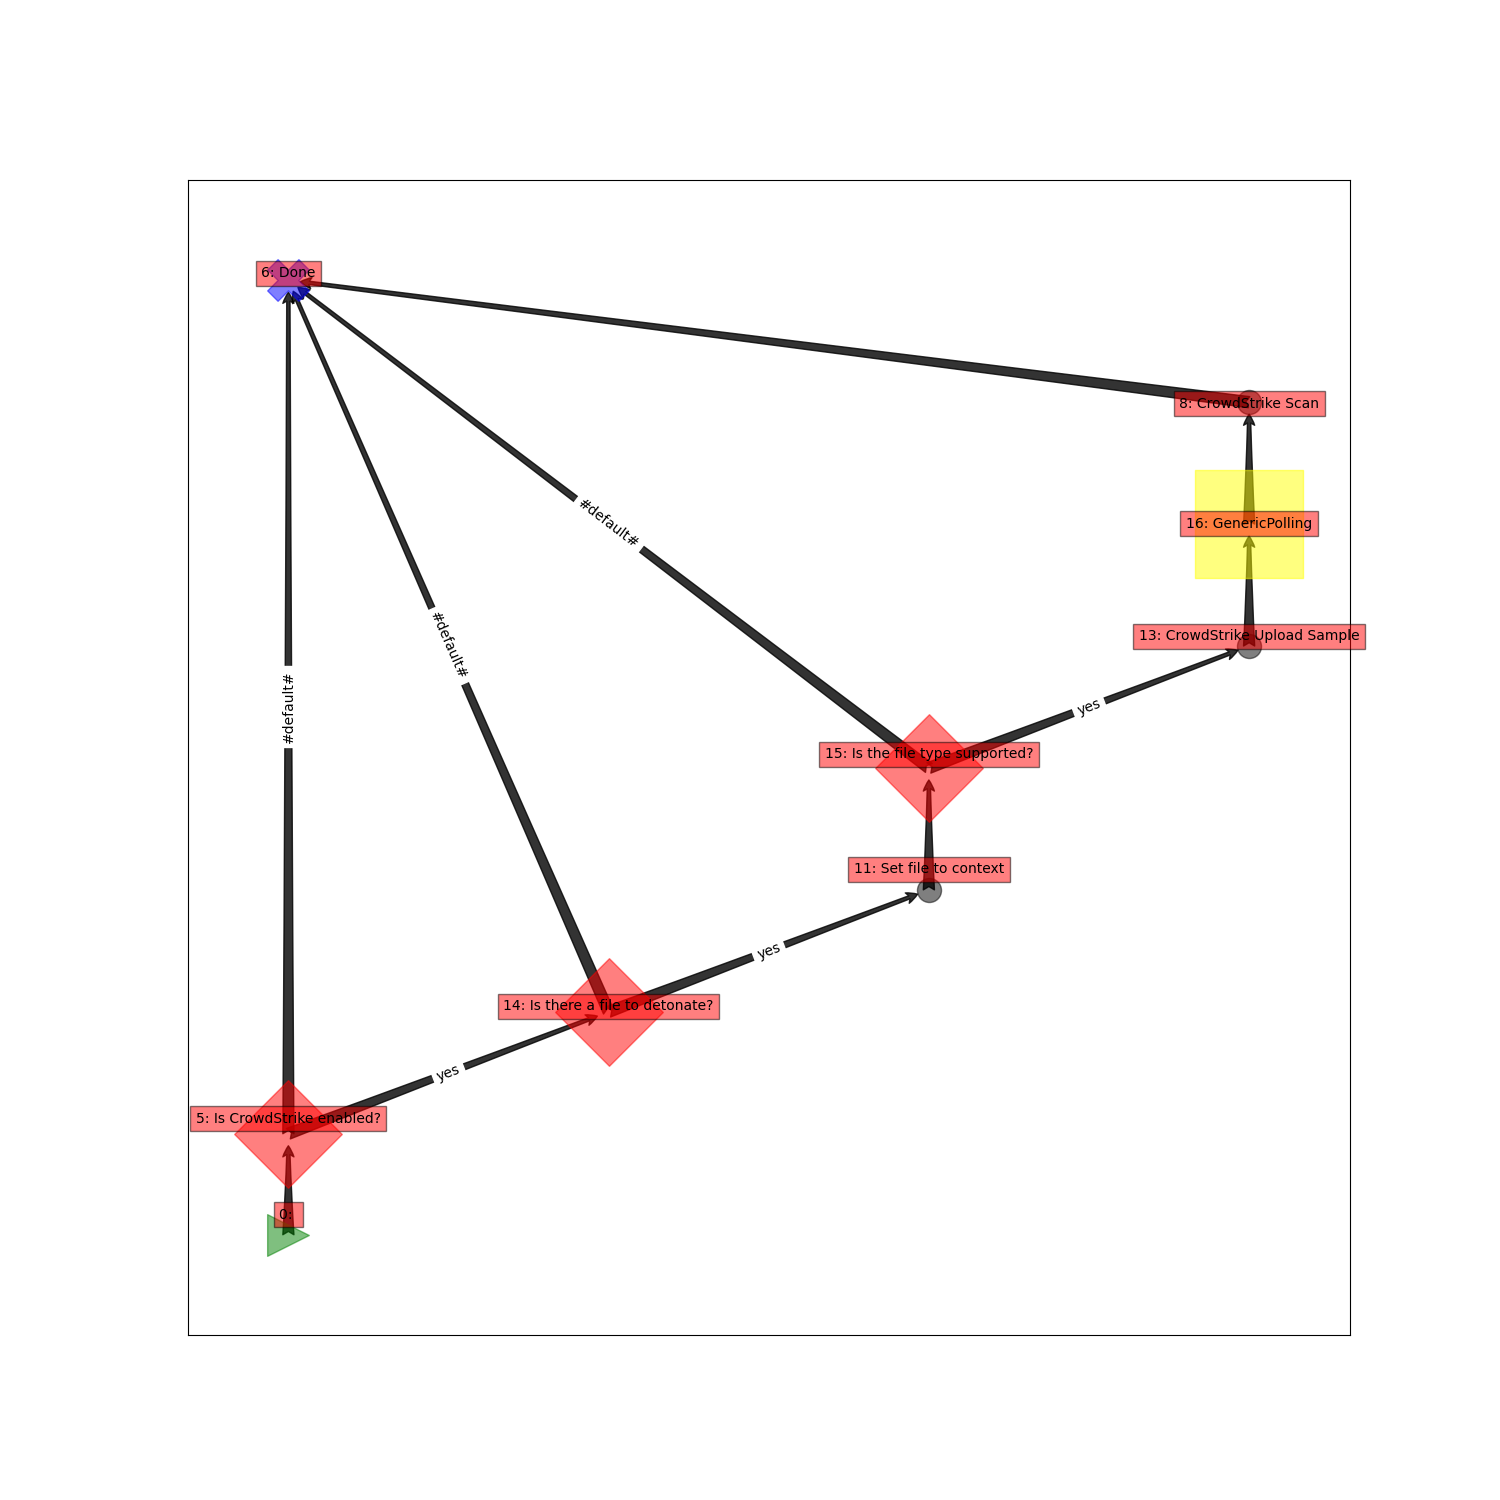 6: Done
8: CrowdStrike Scan
#default#
16: GenericPolling
#default#
13: CrowdStrike Upload Sample
#default#
yes
15: Is the file type supported?
11: Set file to context
yes
14: Is there a file to detonate?
yes
5: Is CrowdStrike enabled?
0: